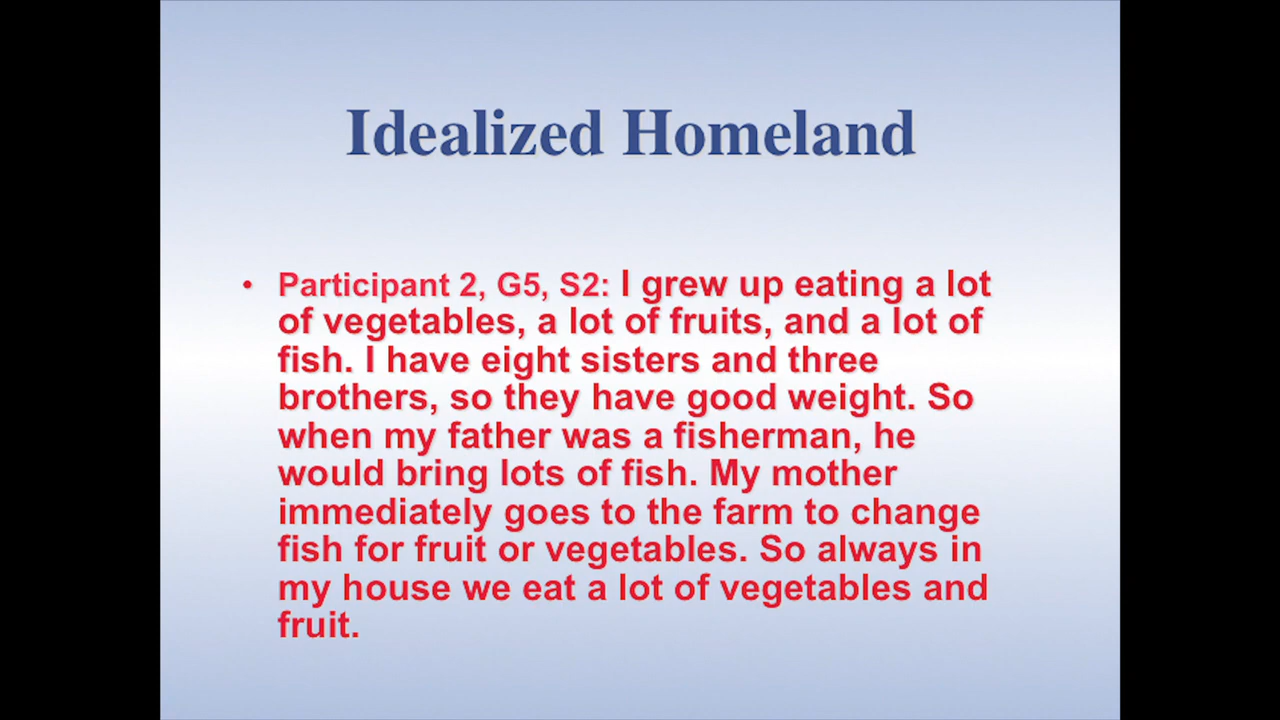 Idealized Homeland
• Participant 2, G5, S2: I grew up eating a lot
of vegetables, a lot of fruits, and a lot of
fish. I have eight sisters and three
brothers, so they have good weight. So
when my father was a fisherman, he
would bring lots of fish. My mother
immediately goes to the farm to change
fish for fruit or vegetables. So always in
my house we eat a lot of vegetables and
fruit.